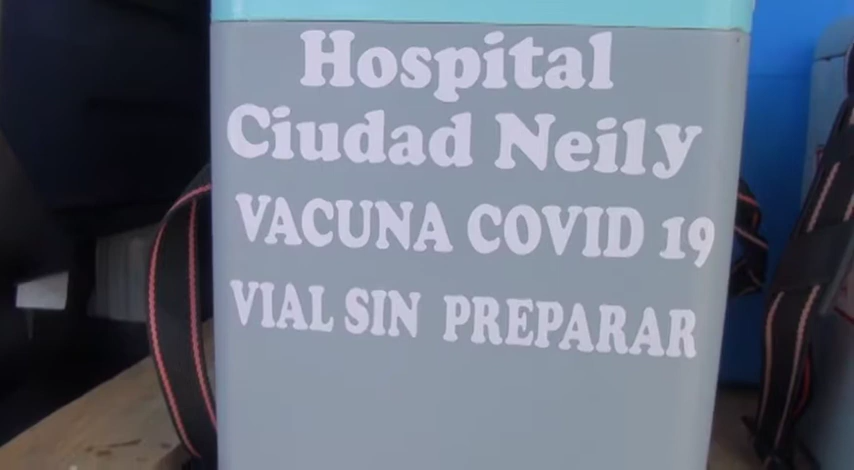 Hospital
Ciudad Neily
VACUNA COVID 19
VIAL SIN PREPARAR